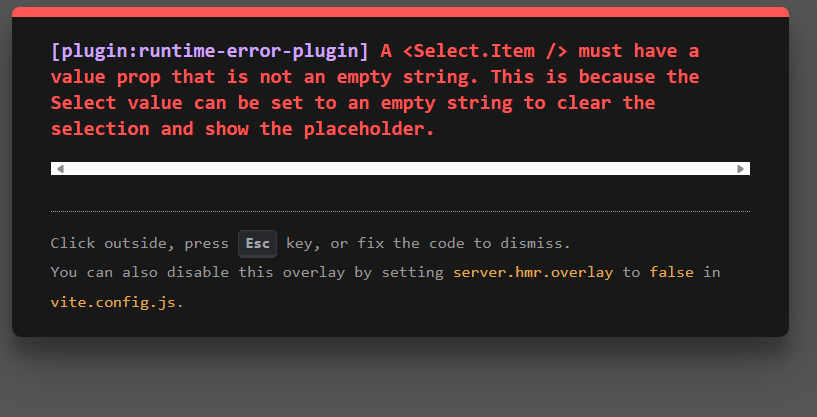 [plugin:runtime-error-plugin] A <Select.Item /> must have a
value prop that is not an empty string. This is because the
Select value can be set to an empty string to clear the
selection and show the placeholder.
Click outside, press Esc key, or fix the code to dismiss.
You can also disable this overlay by setting server.hmr.overlay to false in
vite.config.js.